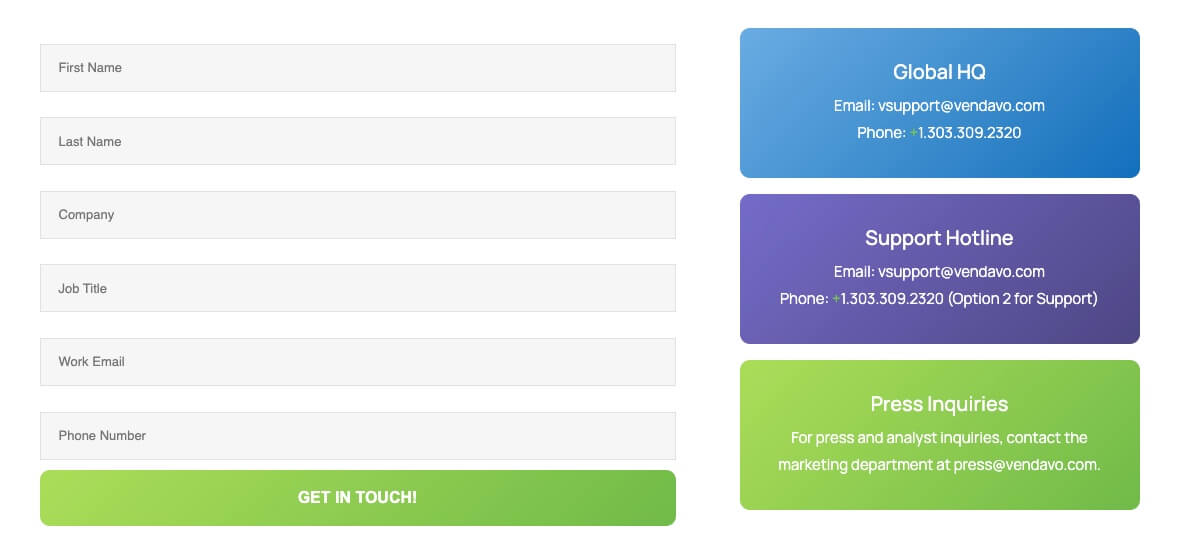 First Name
Last Name
Company
Job Title
Work Email
Phone Number
GET IN TOUCH!
Global HQ
Email: vsupport@vendavo.com
Phone: +1.303.309.2320
Support Hotline
Email: vsupport@vendavo.com
Phone: +1.303.309.2320 (Option 2 for Support)
Press Inquiries
For press and analyst inquiries, contact the
marketing department at press@vendavo.com.